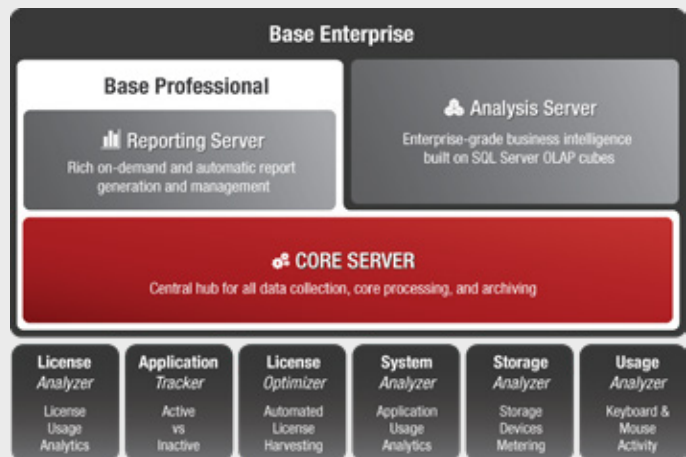 Base Enterprise
Base Professional
Reporting Server
Rich on-demand and automatic report
generation and management
Analysis Server
Enterprise-grade business intelligence
built on SQL Server OLAP cubes
CORE SERVER
Central hub for all data collection, core processing, and archiving
License
Analyzer
License
Usage
Analytics
Application
Tracker
Active
vs
Inactive
License
Optimizer
Automated
License
Harvesting
System
Analyzer
Application
Usage
Analytics
Storage
Analyzer
Storage
Devices
Metering
Usage
Analyzer
Keyboard &
Mouse
Activity